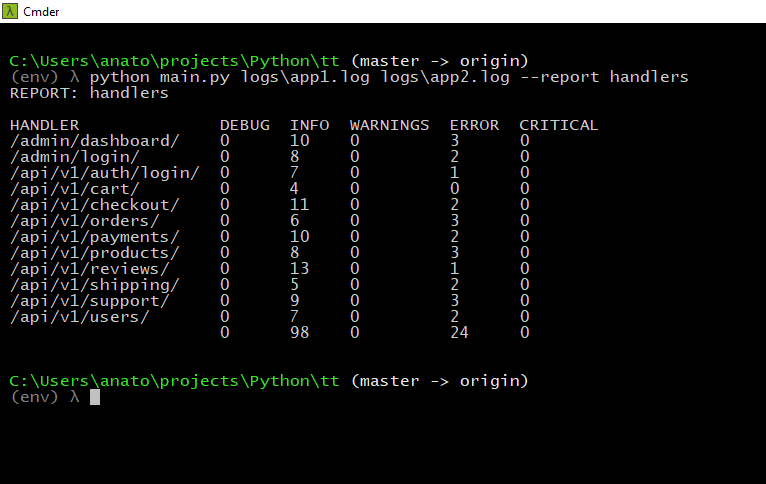 λ Cmder
C:\Users\anato\projects\Python\tt (master -> origin)
(env) λ python main.py logs\app1.log logs\app2.log --report handlers
REPORT: handlers
HANDLER DEBUG INFO WARNINGS ERROR CRITICAL
/admin/dashboard/ 0 10 0 3 0
/admin/login/ 0 8 0 2 0
/api/v1/auth/login/ 0 7 0 1 0
/api/v1/cart/ 0 4 0 0 0
/api/v1/checkout/ 0 11 0 2 0
/api/v1/orders/ 0 6 0 3 0
/api/v1/payments/ 0 10 0 2 0
/api/v1/products/ 0 8 0 3 0
/api/v1/reviews/ 0 13 0 1 0
/api/v1/shipping/ 0 5 0 2 0
/api/v1/support/ 0 9 0 3 0
/api/v1/users/ 0 7 0 2 0
0 98 0 24 0
C:\Users\anato\projects\Python\tt (master -> origin)
(env) λ